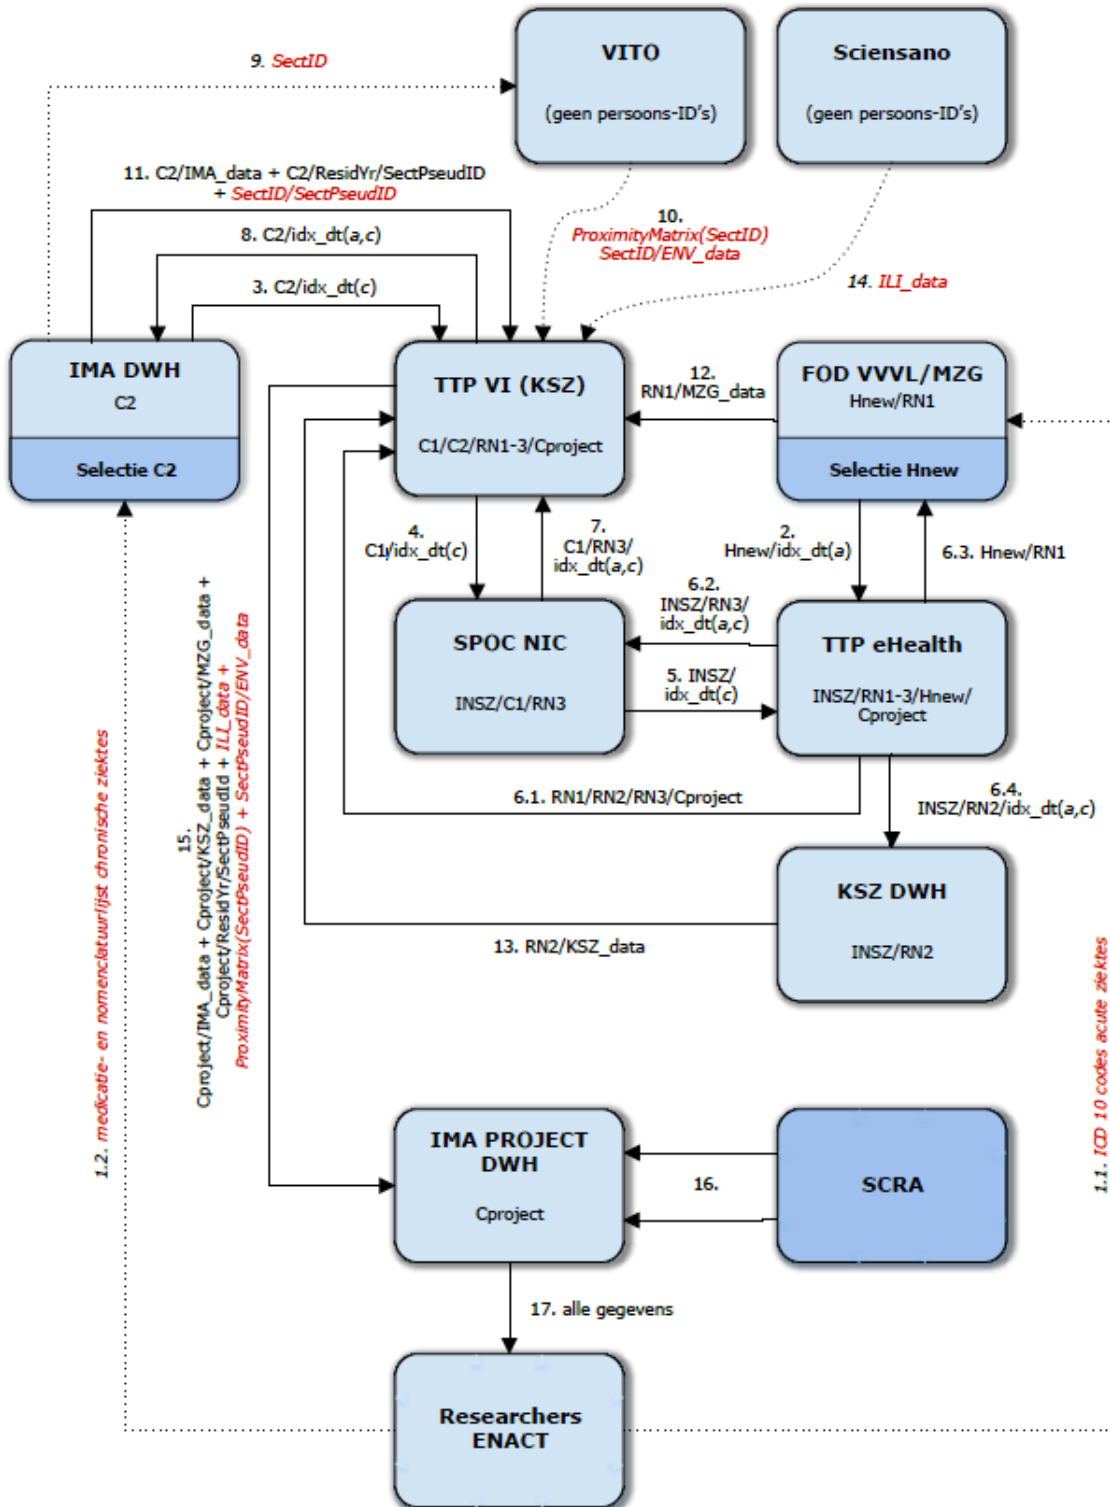 VITO
(geen persoons-ID's)
Sciensano
(geen persoons-ID's)
9. SectID
11. C2/IMA_data + C2/ResidYr/SectPseudID
+ SectID/SectPseudID
8. C2/idx_dt(a,c)
3. C2/idx_dt(c)
10.
ProximityMatrix(SectID)
SectID/ENV_data
14. ILI_data
IMA DWH
C2
Selectie C2
TTP VI (KSZ)
C1/C2/RN1-3/Cproject
12.
RN1/MZG_data
FOD VVVL/MZG
Hnew/RN1
Selectie Hnew
4.
C1/idx_dt(c)
7.
C1/RN3/
idx_dt(a,c)
2.
Hnew/idx_dt(a)
6.3. Hnew/RN1
6.2.
INSZ/RN3/
idx_dt(a,c)
SPOC NIC
INSZ/C1/RN3
5. INSZ/
idx_dt(c)
TTP eHealth
INSZ/RN1-3/Hnew/
Cproject
6.1. RN1/RN2/RN3/Cproject
6.4.
INSZ/RN2/idx_dt(a,c)
KSZ DWH
INSZ/RN2
13. RN2/KSZ_data
15.
Cproject/IMA_data + Cproject/KSZ_data + Cproject/MZG_data +
Cproject/ResidYr/SectPseudId + ILI_data +
ProximityMatrix(SectPseudID) + SectPseudID/ENV_data
1.2. medicatie- en nomenclatuurlijst chronische ziektes
1.1. ICD 10 codes acute ziektes
IMA PROJECT
DWH
Cproject
16.
SCRA
17. alle gegevens
Researchers
ENACT